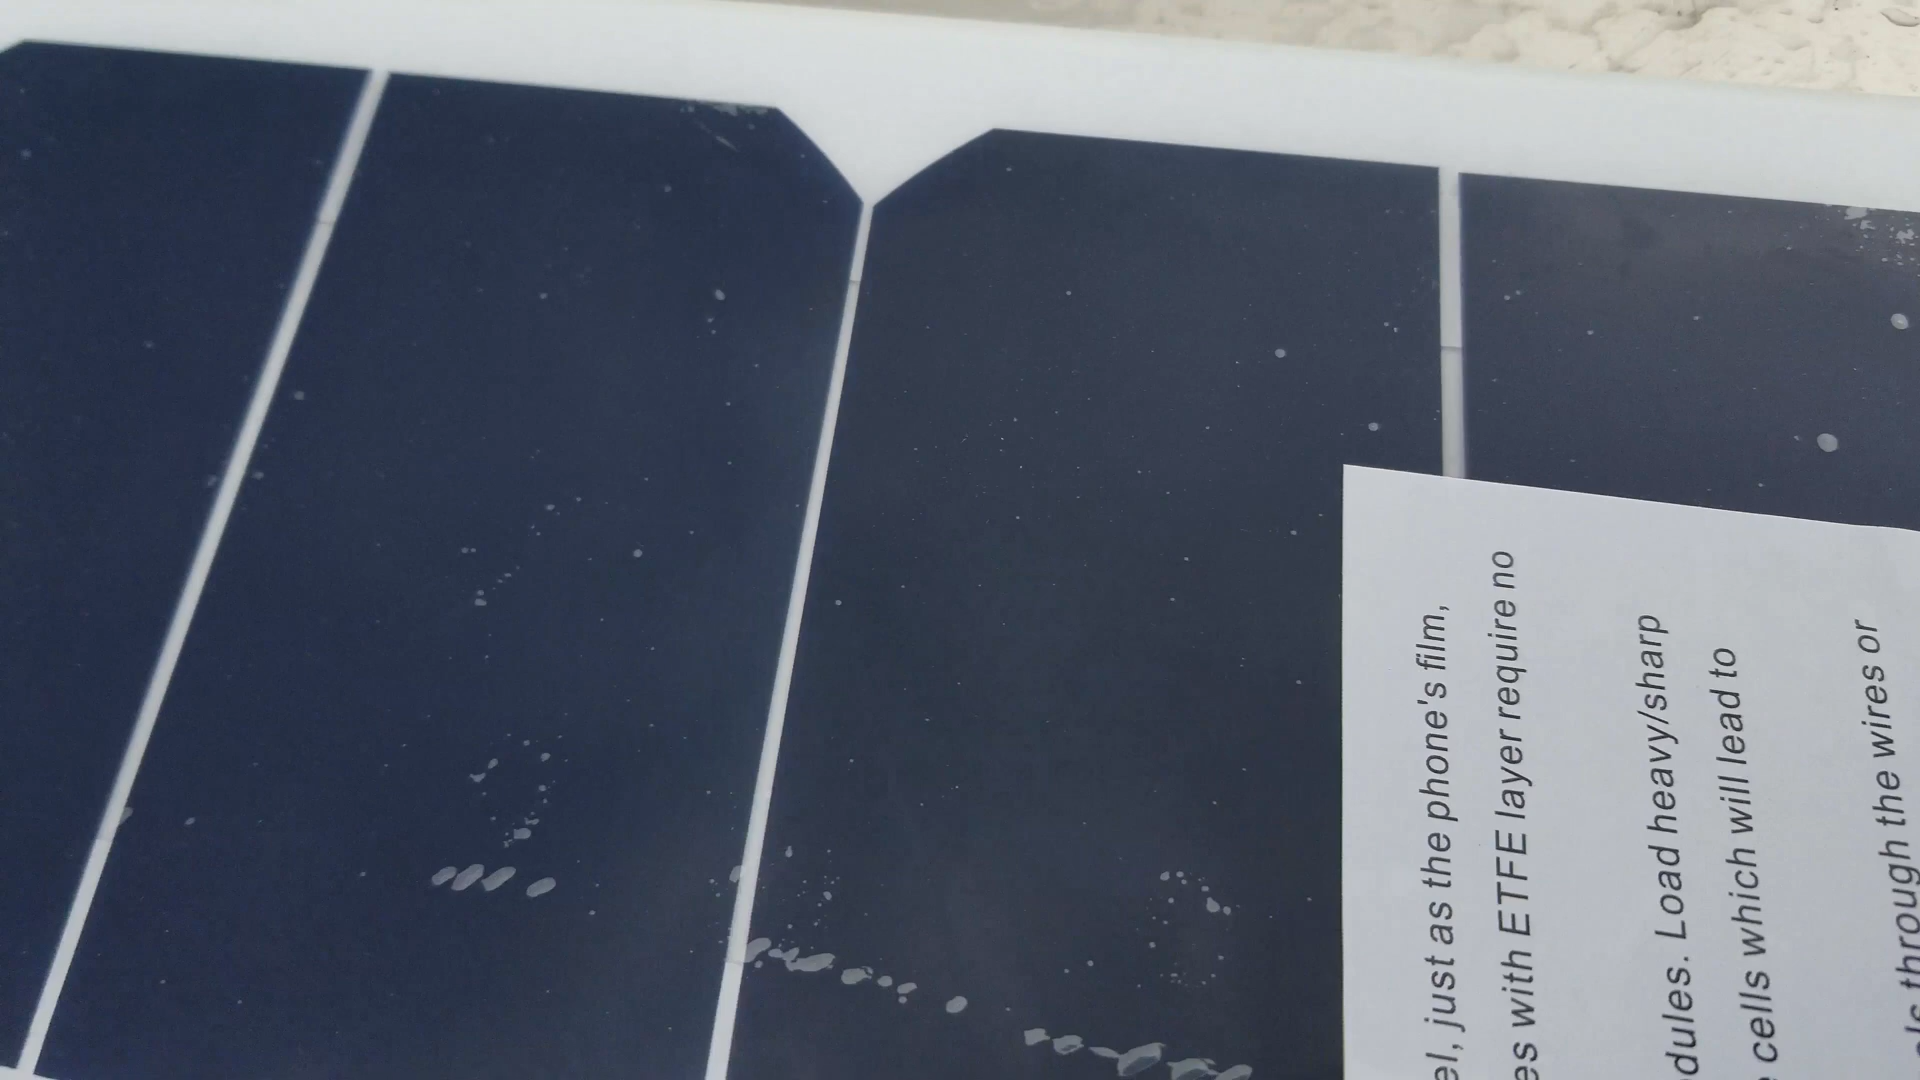 el, just as the phone's film,
es with ETFE layer require no
dules. Load heavy/sharp
cells which will lead to
through the wires or